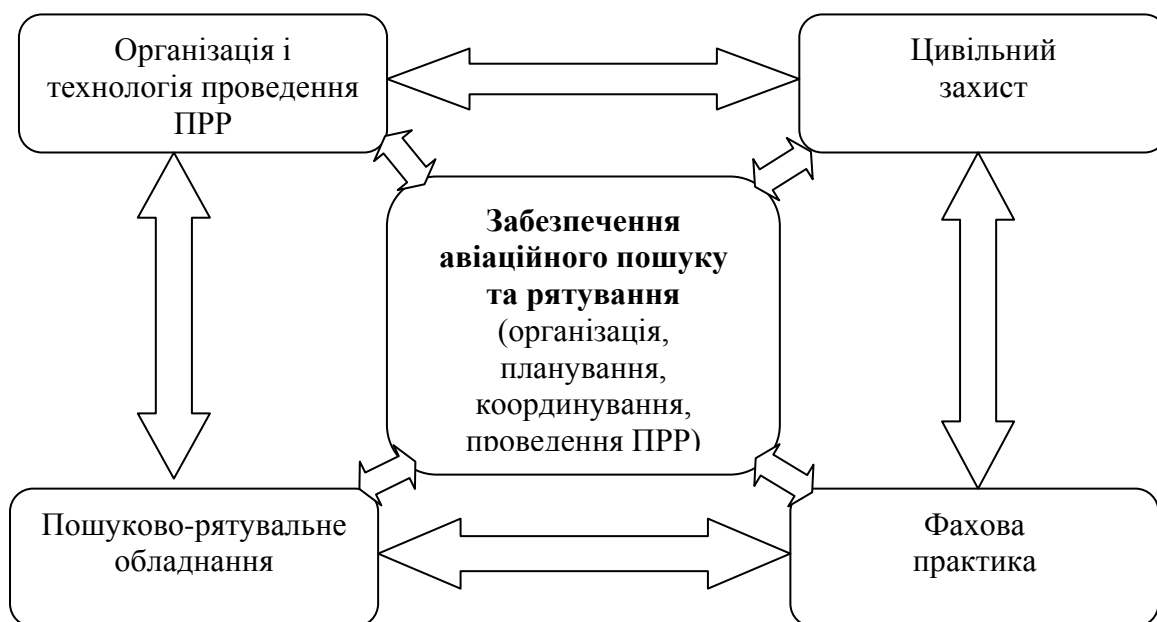 Організація і
технологія проведення
ПРР
Цивільний
захист
Забезпечення
авіаційного пошуку
та рятування
(організація,
планування,
координування,
проведення ПРР)
Пошуково-рятувальне
обладнання
Фахова
практика